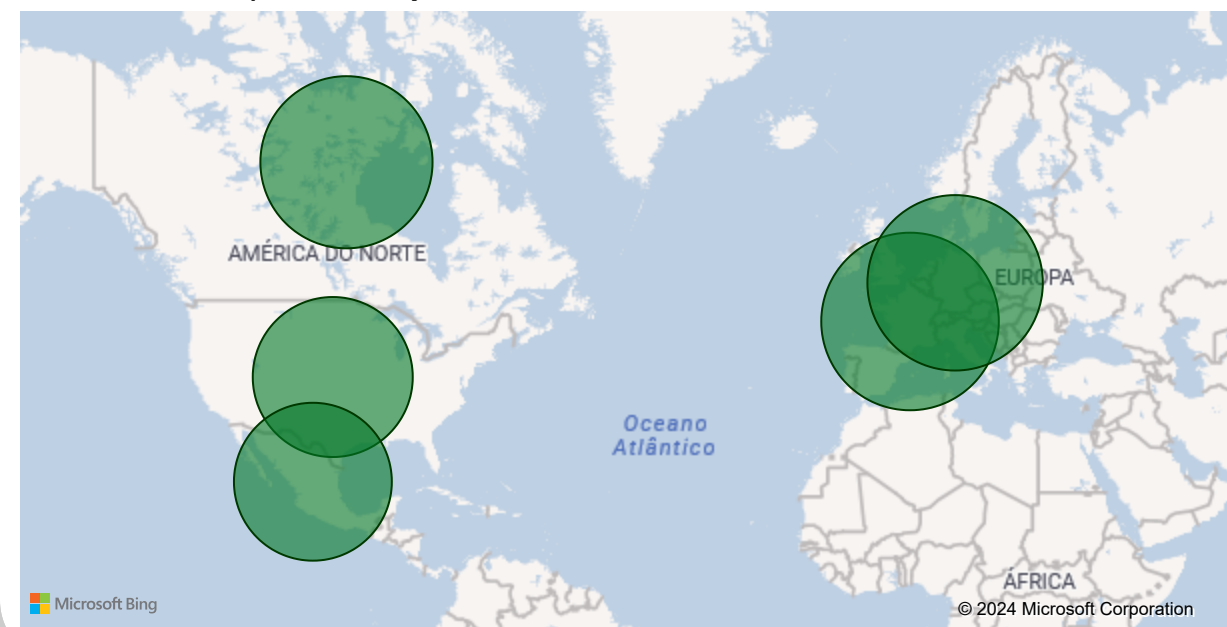 AMÉRICA DO NORTE
EUROPA
Oceano
Atlântico
ÁFRICA
Microsoft Bing
© 2024 Microsoft Corporation